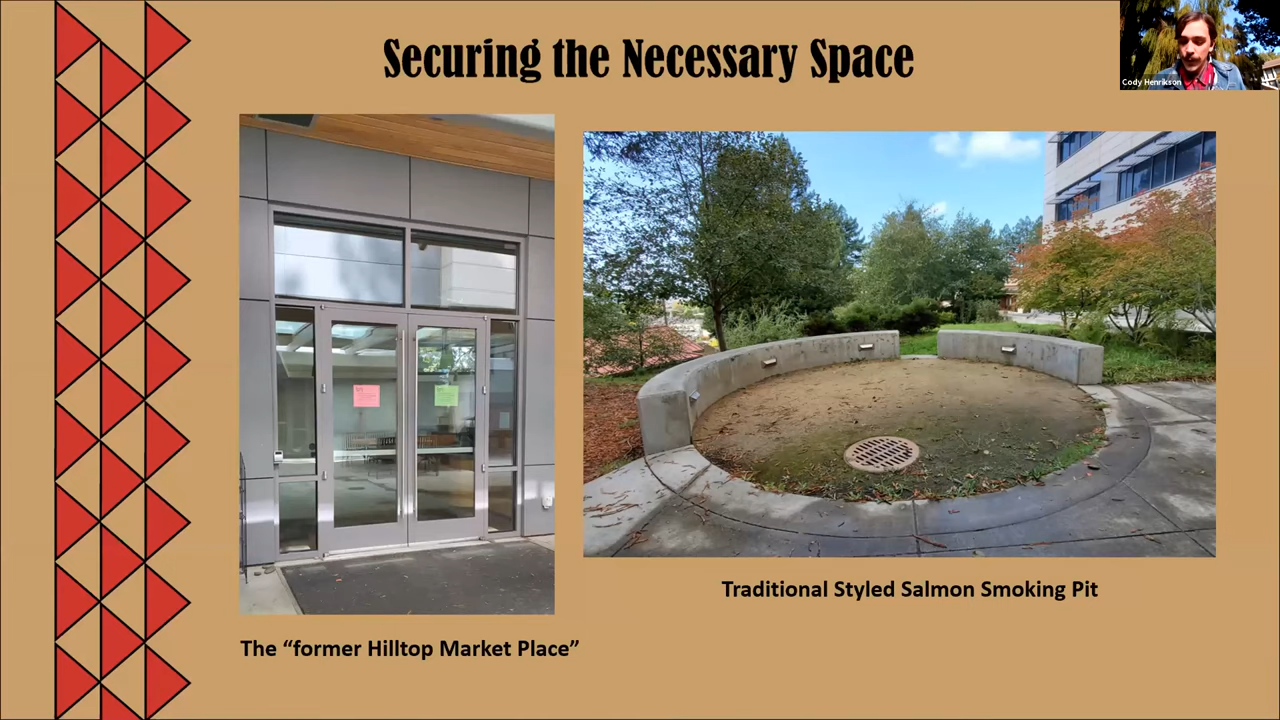 Securing the Necessary Space
Cody Henrikson
Traditional Styled Salmon Smoking Pit
The “former Hilltop Market Place”